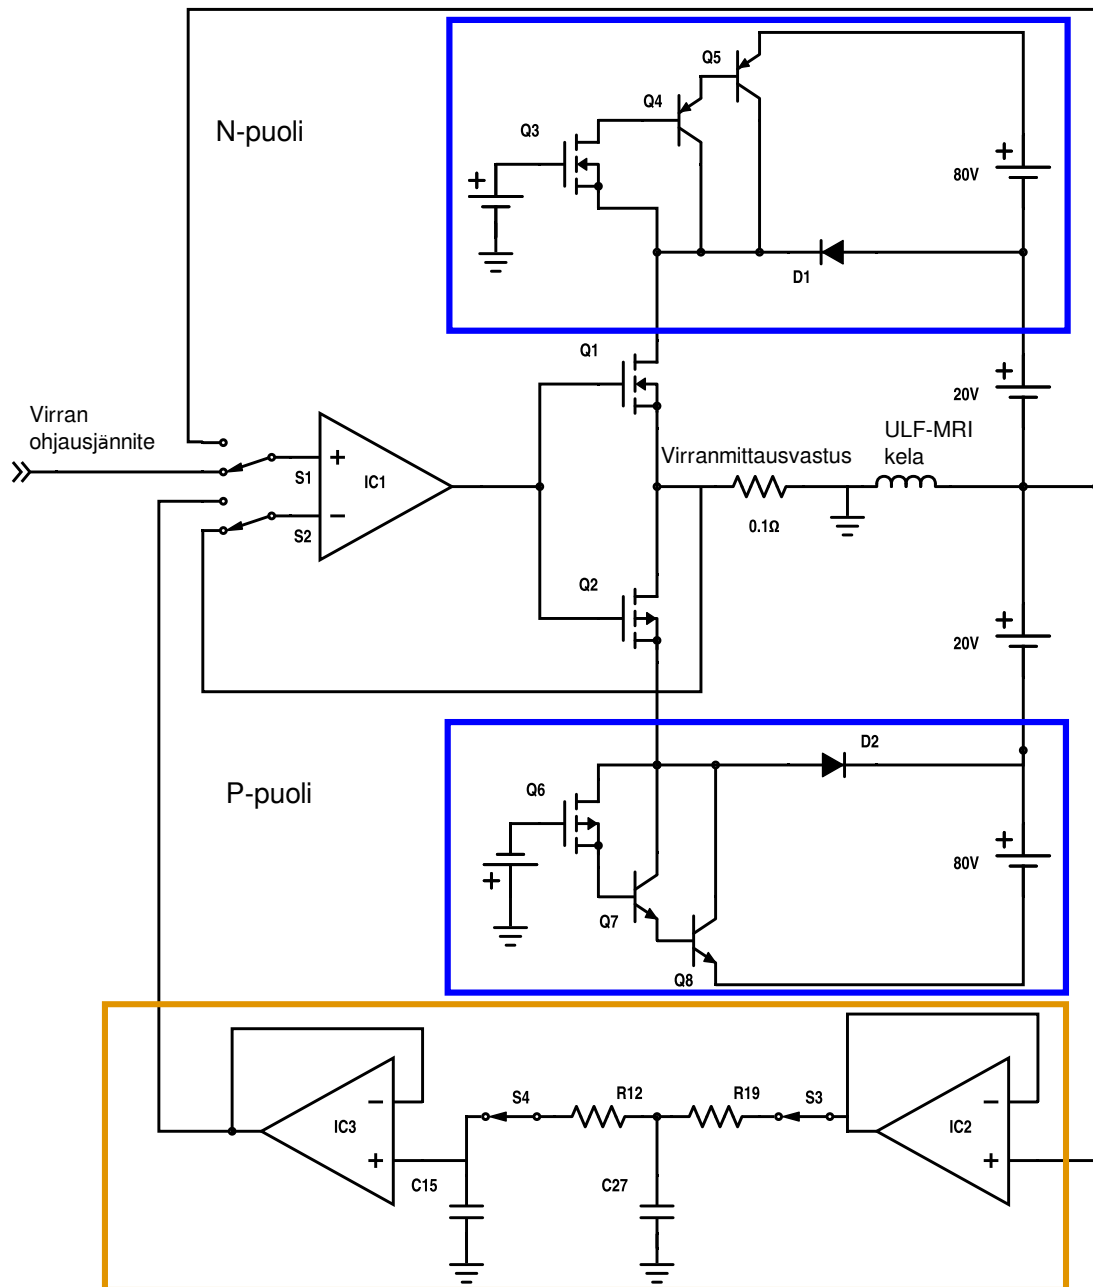 Q5
Q4
N-puoli
Q3
+
+
80V
D1
Q1
+
20V
Virran
ohjausjännite
ULF-MRI
kela
Virranmittausvastus
S1
+
IC1
−
S2
0.1Ω
Q2
+
20V
D2
P-puoli
Q6
+
80V
+
Q7
Q8
S4
R12
R19
S3
−
−
IC3
IC2
+
+
C15
C27